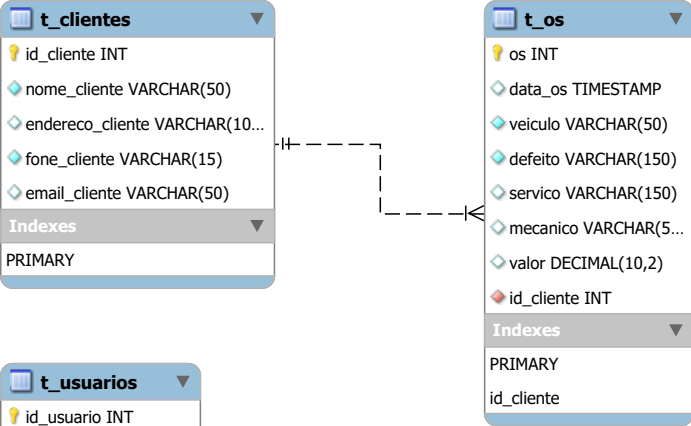 t_clientes
id_cliente INT
nome_cliente VARCHAR(50)
endereco_cliente VARCHAR(10...
fone_cliente VARCHAR(15)
email_cliente VARCHAR(50)
Indexes
PRIMARY
t_os
os INT
data_os TIMESTAMP
veiculo VARCHAR(50)
defeito VARCHAR(150)
servico VARCHAR(150)
mecanico VARCHAR(5...
valor DECIMAL(10,2)
id_cliente INT
Indexes
PRIMARY
id_cliente
t_usuarios
id_usuario INT